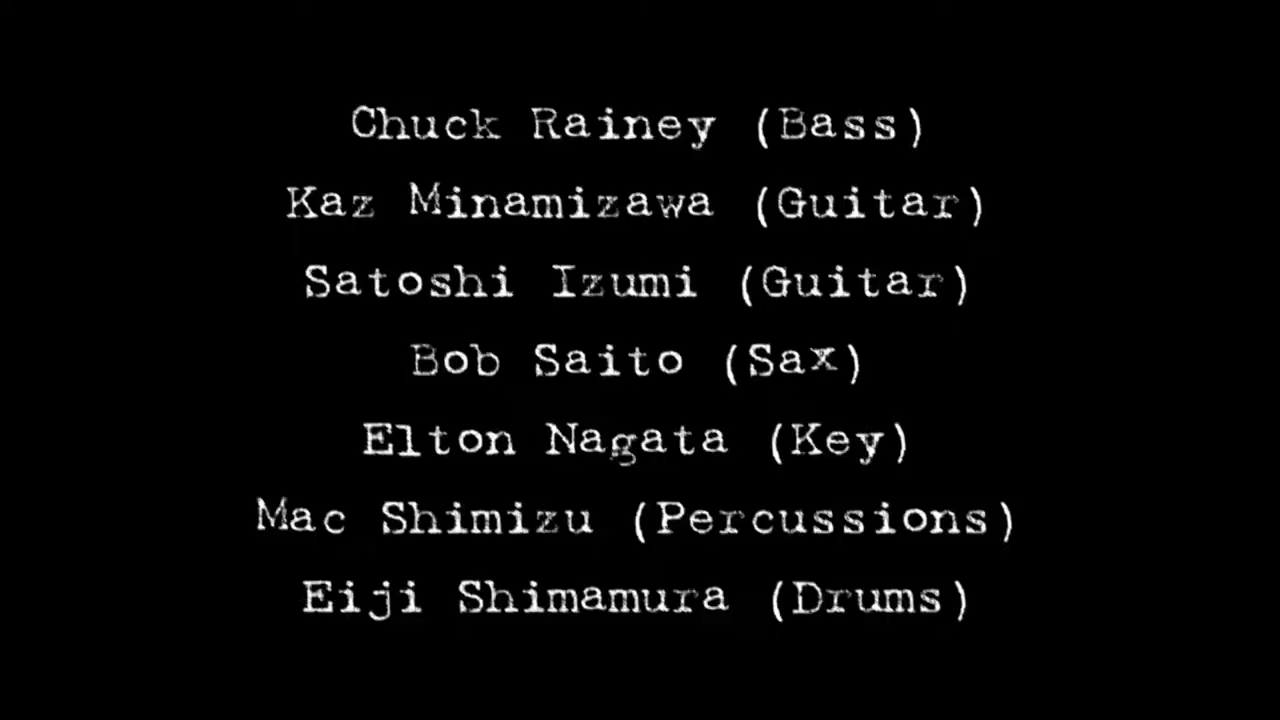 Chuck Rainey (Bass)
Kaz Minamizawa (Guitar)
Satoshi Izumi (Guitar)
Bob Saito (Sax)
Elton Nagata (Key)
Mac Shimizu (Percussions)
Eiji Shimamura (Drums)